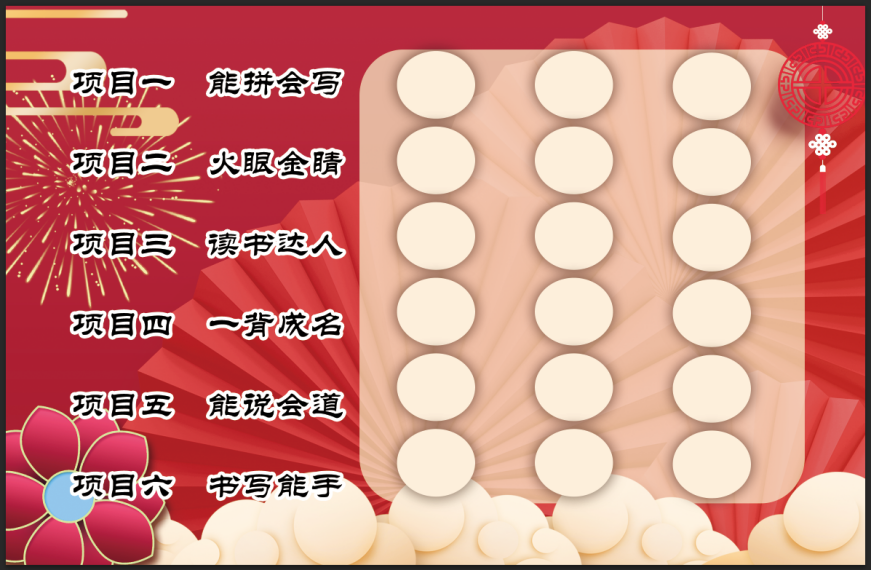 项目一 能拼会写
项目二 火眼金睛
项目三 读书达人
项目四 一背成名
项目五 能说会道
项目六 书写能手